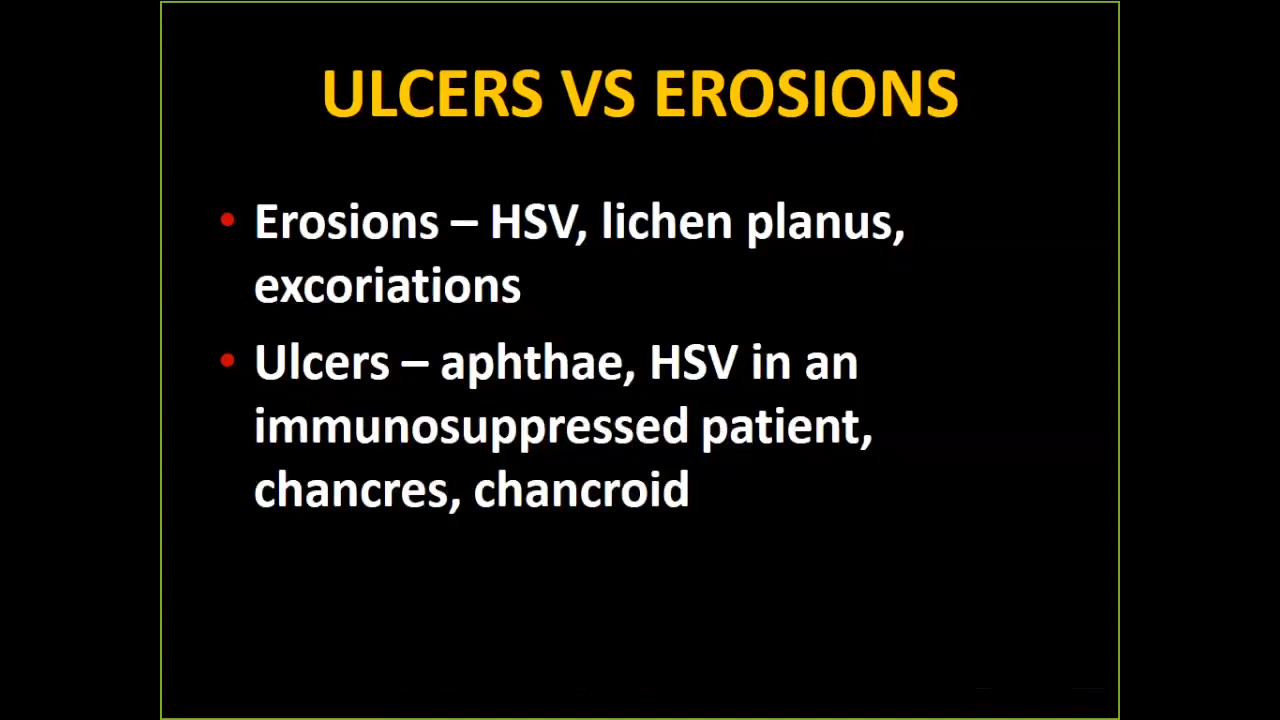 ULCERS VS EROSIONS
• Erosions – HSV, lichen planus,
excoriations
• Ulcers – aphthae, HSV in an
immunosuppressed patient,
chancres, chancroid